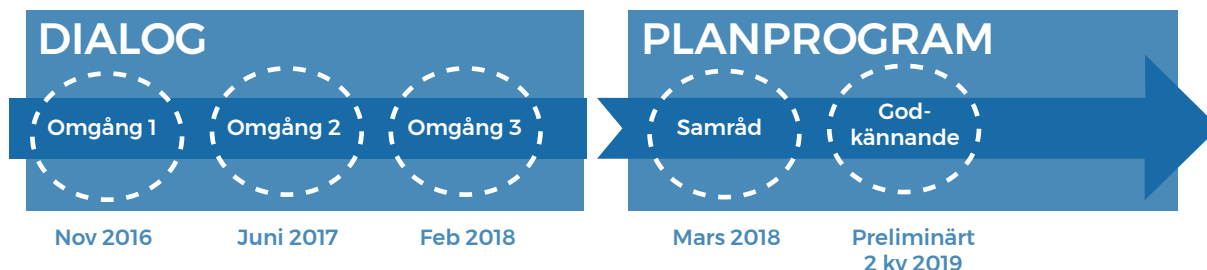 DIALOG
Omgång 1
Omgång 2
Omgång 3
Nov 2016
Juni 2017
Feb 2018
PLANPROGRAM
Samråd
God-
kännande
Mars 2018
Preliminärt
2 kv 2019